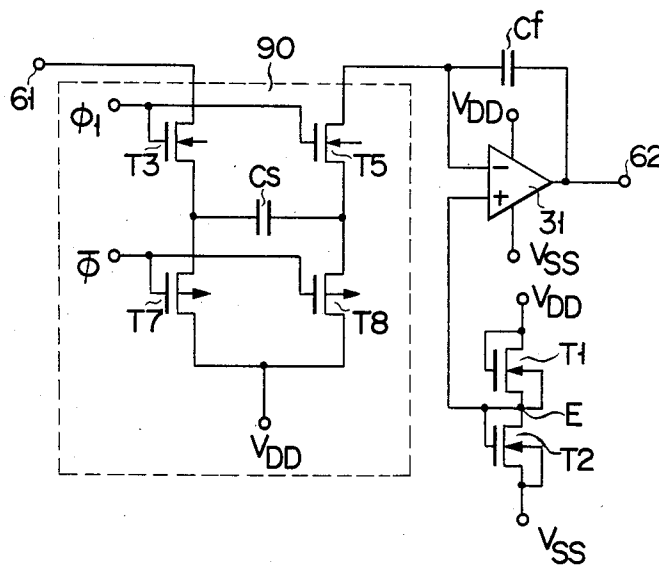 90
Cf
61
VDD
ϕ1
62
T3
T5
31
CS
VSS
ϕ̅
VDD
T7
T8
T1
E
VDD
T2
VSS